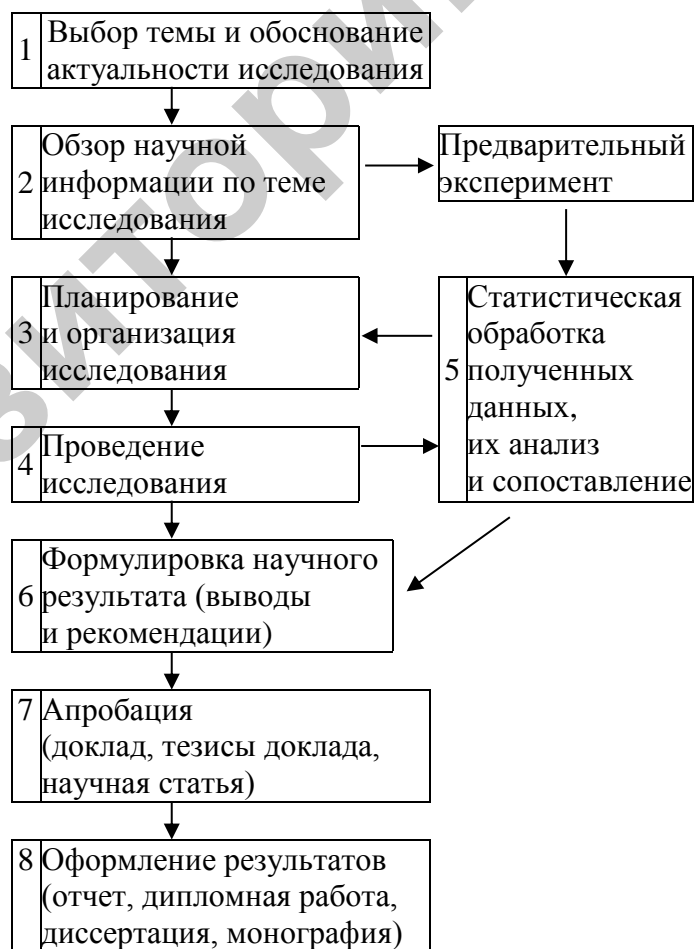 1 Выбор темы и обоснование
актуальности исследования
Обзор научной
2 информации по теме
исследования
Предварительный
эксперимент
Планирование
3 и организация
исследования
4 Проведение
исследования
Статистическая
обработка
5 полученных
данных,
их анализ
и сопоставление
Формулировка научного
6 результата (выводы
и рекомендации)
7 Апробация
(доклад, тезисы доклада,
научная статья)
8 Оформление результатов
(отчет, дипломная работа,
диссертация, монография)